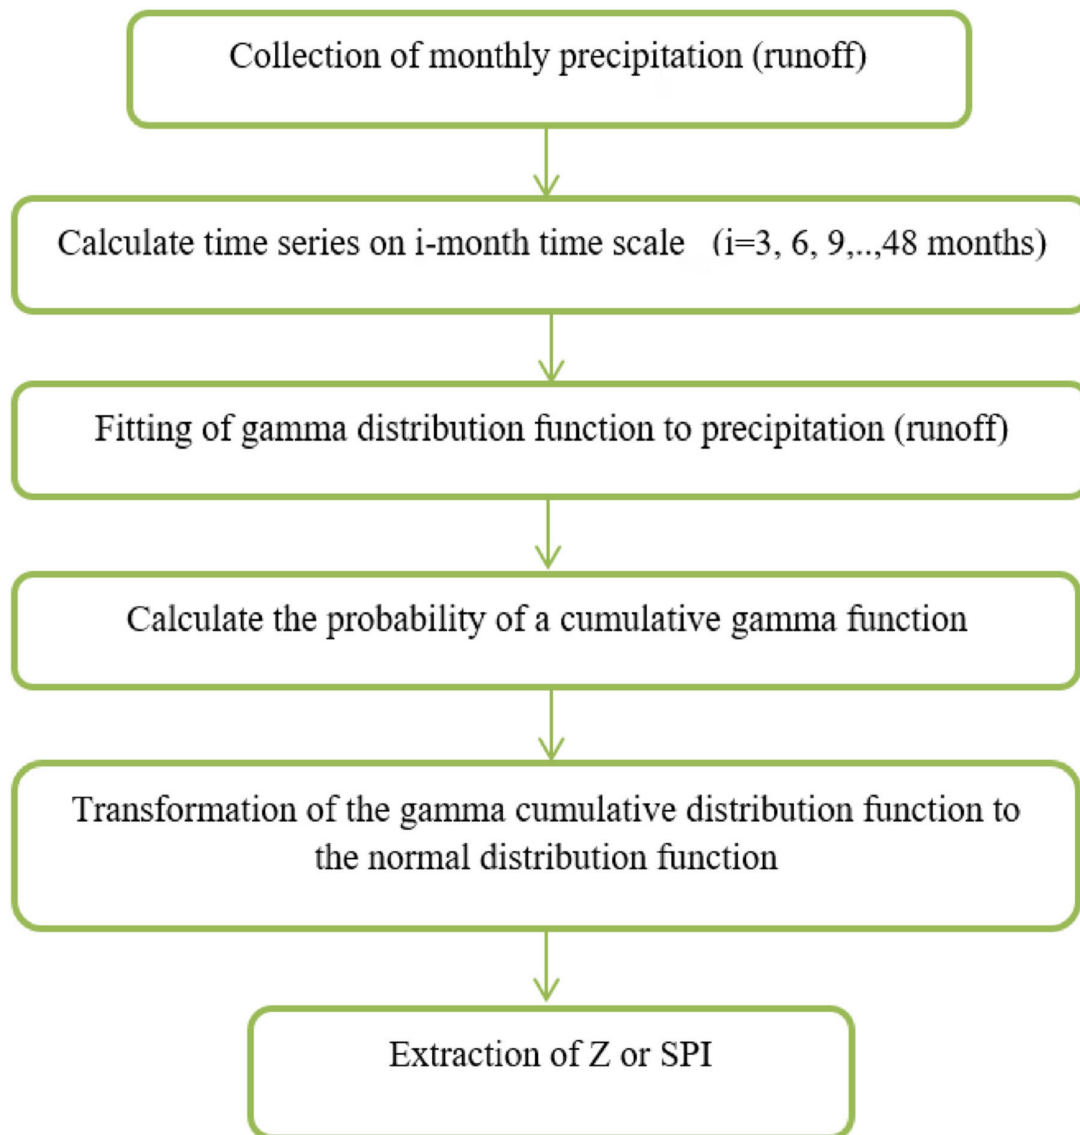 Collection of monthly precipitation (runoff)
Calculate time series on i-month time scale (i=3, 6, 9,..,48 months)
Fitting of gamma distribution function to precipitation (runoff)
Calculate the probability of a cumulative gamma function
Transformation of the gamma cumulative distribution function to
the normal distribution function
Extraction of Z or SPI